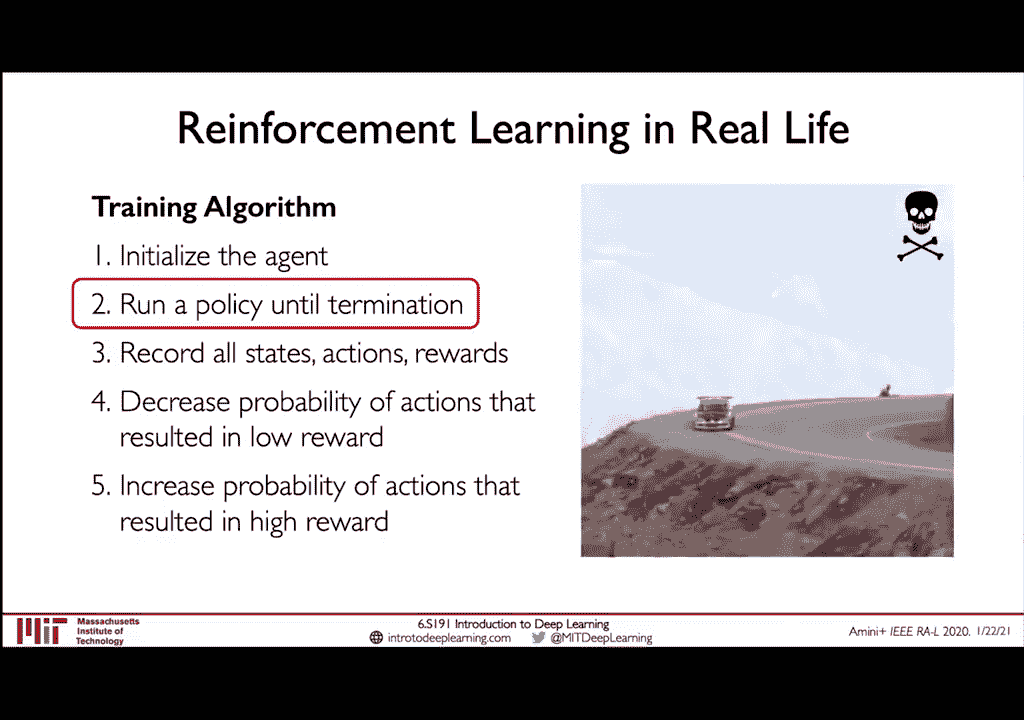 Reinforcement Learning in Real Life
Training Algorithm
1. Initialize the agent
2. Run a policy until termination
3. Record all states, actions, rewards
4. Decrease probability of actions that
resulted in low reward
5. Increase probability of actions that
resulted in high reward
Massachusetts
Institute of
Technology
6.S191 Introduction to Deep Learning
introtodeeplearning.com @MITDeepLearning
Amini+ IEEE RA-L 2020. 1/22/21